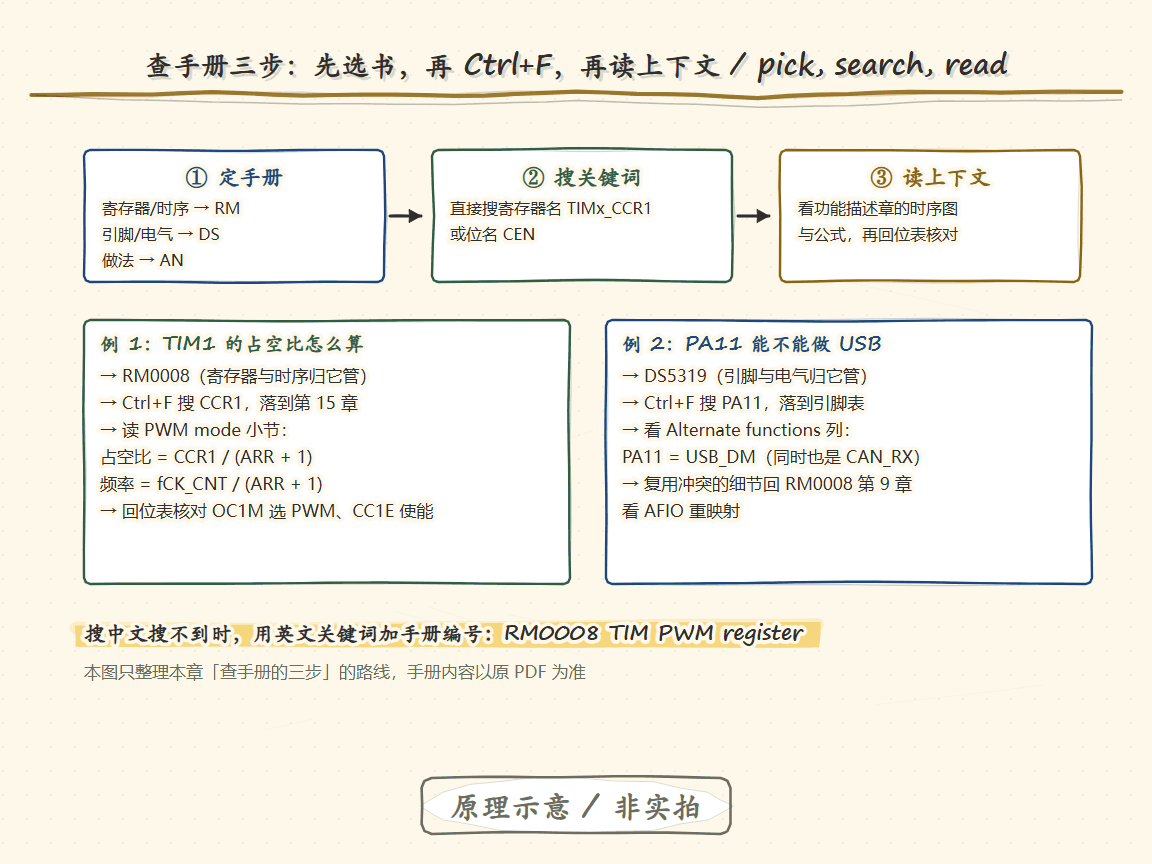 查手册三步：先选书，再 Ctrl+F，再读上下文 / pick, search, read
① 定手册
寄存器/时序 → RM
引脚/电气 → DS
做法 → AN
② 搜关键词
直接搜寄存器名 TIMx_CCR1
或位名 CEN
③ 读上下文
看功能描述章的时序图
与公式，再回位表核对
例 1：TIM1 的占空比怎么算
→ RM0008（寄存器与时序归它管）
→ Ctrl+F 搜 CCR1，落到第 15 章
→ 读 PWM mode 小节：
占空比 = CCR1 / (ARR + 1)
频率 = fCK_CNT / (ARR + 1)
→ 回位表核对 OC1M 选 PWM、CC1E 使能
例 2：PA11 能不能做 USB
→ DS5319（引脚与电气归它管）
→ Ctrl+F 搜 PA11，落到引脚表
→ 看 Alternate functions 列：
PA11 = USB_DM（同时也是 CAN_RX）
→ 复用冲突的细节回 RM0008 第 9 章
看 AFIO 重映射
搜中文搜不到时，用英文关键词加手册编号：RM0008 TIM PWM register
本图只整理本章「查手册的三步」的路线，手册内容以原 PDF 为准
原理示意 / 非实拍